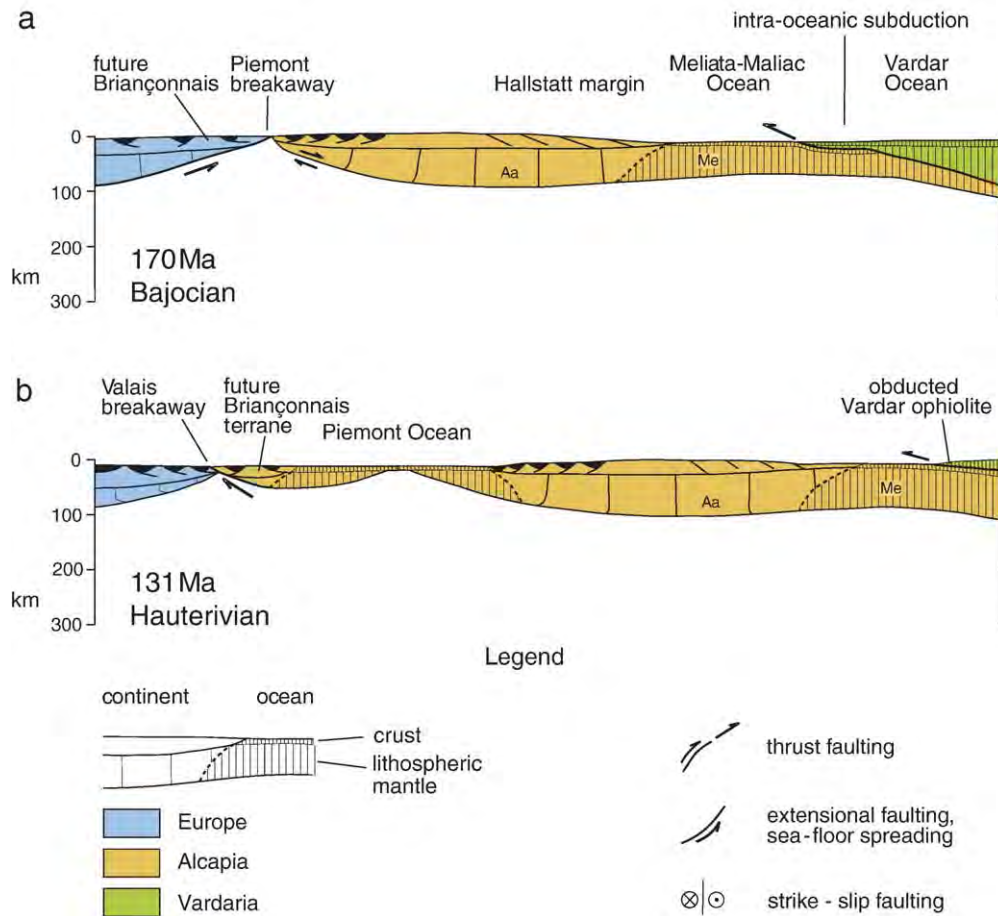 a
intra-oceanic subduction
future
Briançonnais
Piemont
breakaway
Hallstatt margin
Meliata-Maliac
Ocean
Vardar
Ocean
0
100
200
km
300
Aa
Me
170 Ma
Bajocian
b
Valais
breakaway
future
Briançonnais
terrane
Piemont Ocean
obducted
Vardar ophiolite
0
100
200
km
300
Aa
Me
131 Ma
Hauterivian
Legend
continent
ocean
crust
lithospheric
mantle
Europe
Alcapia
Vardaria
thrust faulting
extensional faulting,
sea-floor spreading
strike - slip faulting